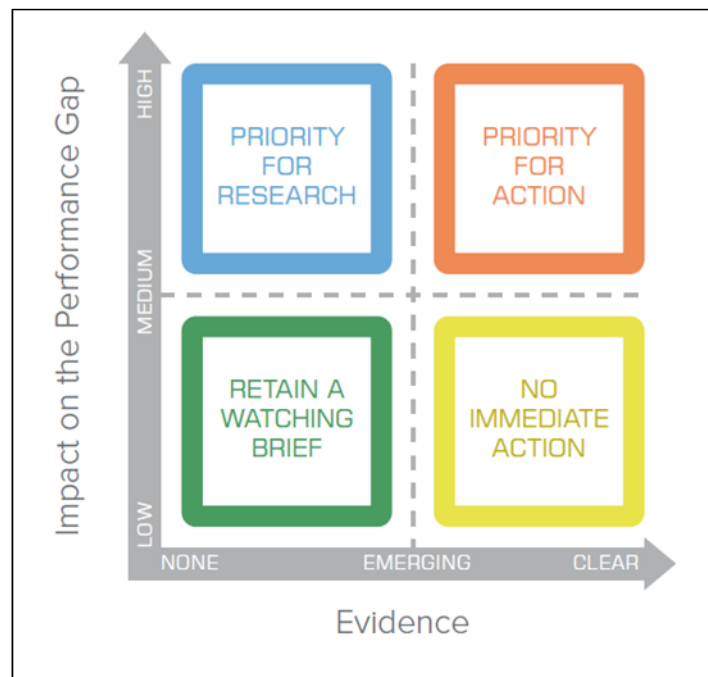 Impact on the Performance Gap
HIGH
MEDIUM
LOW
PRIORITY
FOR
RESEARCH
PRIORITY
FOR
ACTION
RETAIN A
WATCHING
BRIEF
NO
IMMEDIATE
ACTION
NONE
EMERGING
CLEAR
Evidence